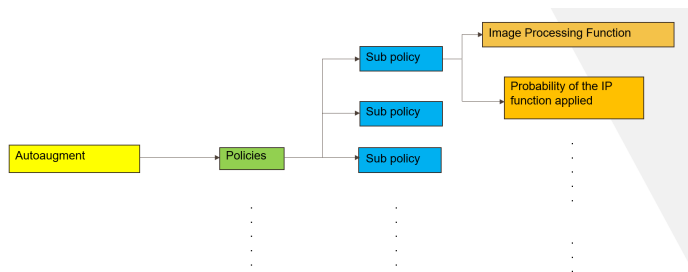 Image Processing Function
Sub policy
Probability of the IP
function applied
Sub policy
Autoaugment
Policies
Sub policy